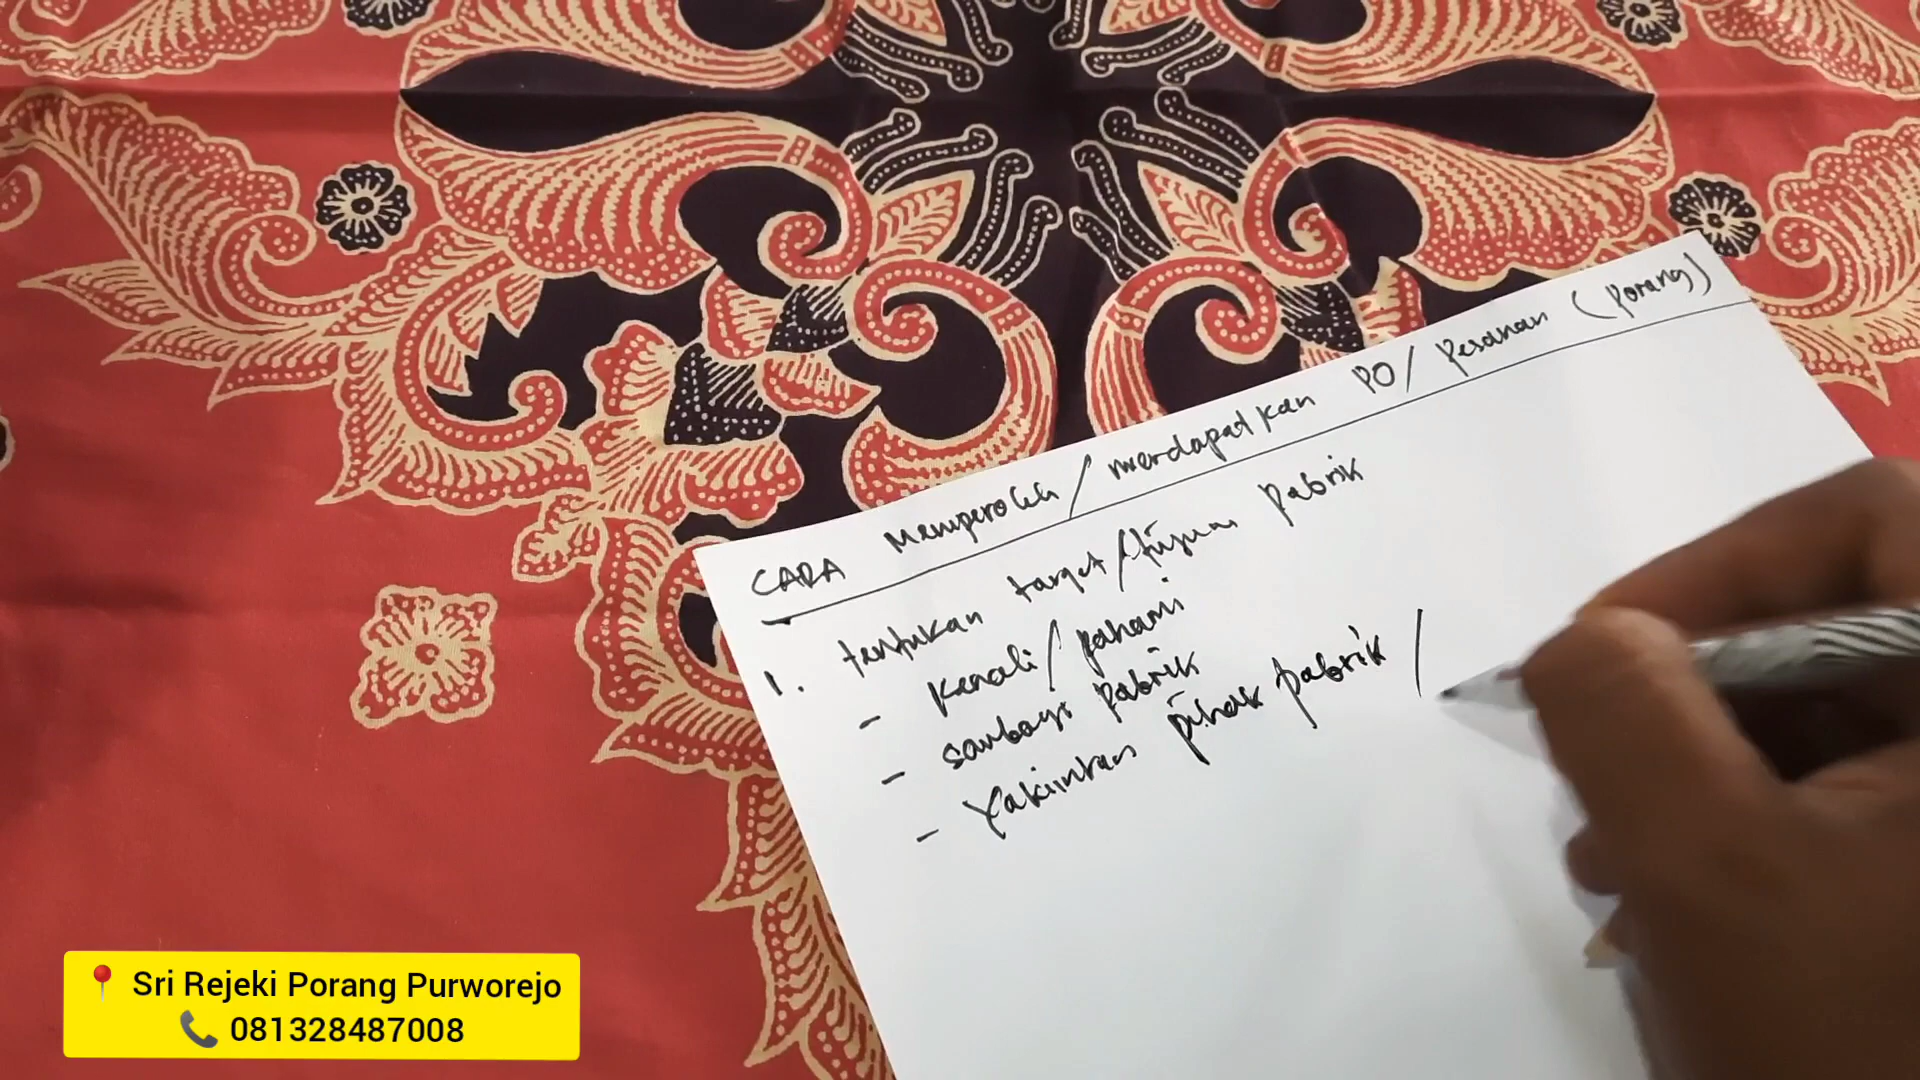 CARA Memperoleh / mendapatkan PO / pesanan (porang)
1. tentukan target / tujuan pabrik
- kenali / pahami
- sambangi pabrik
- Yakinkan pihak pabrik /
📍 Sri Rejeki Porang Purworejo
📞 081328487008